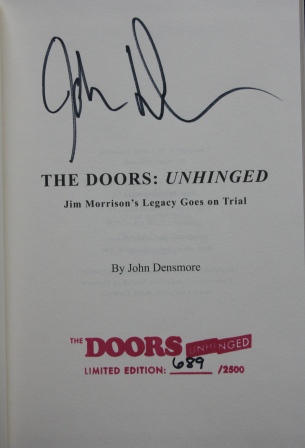 John D
THE DOORS: UNHINGED
Jim Morrison's Legacy Goes on Trial
By John Densmore
THE DOORS UNHINGED
LIMITED EDITION: 689 /2500